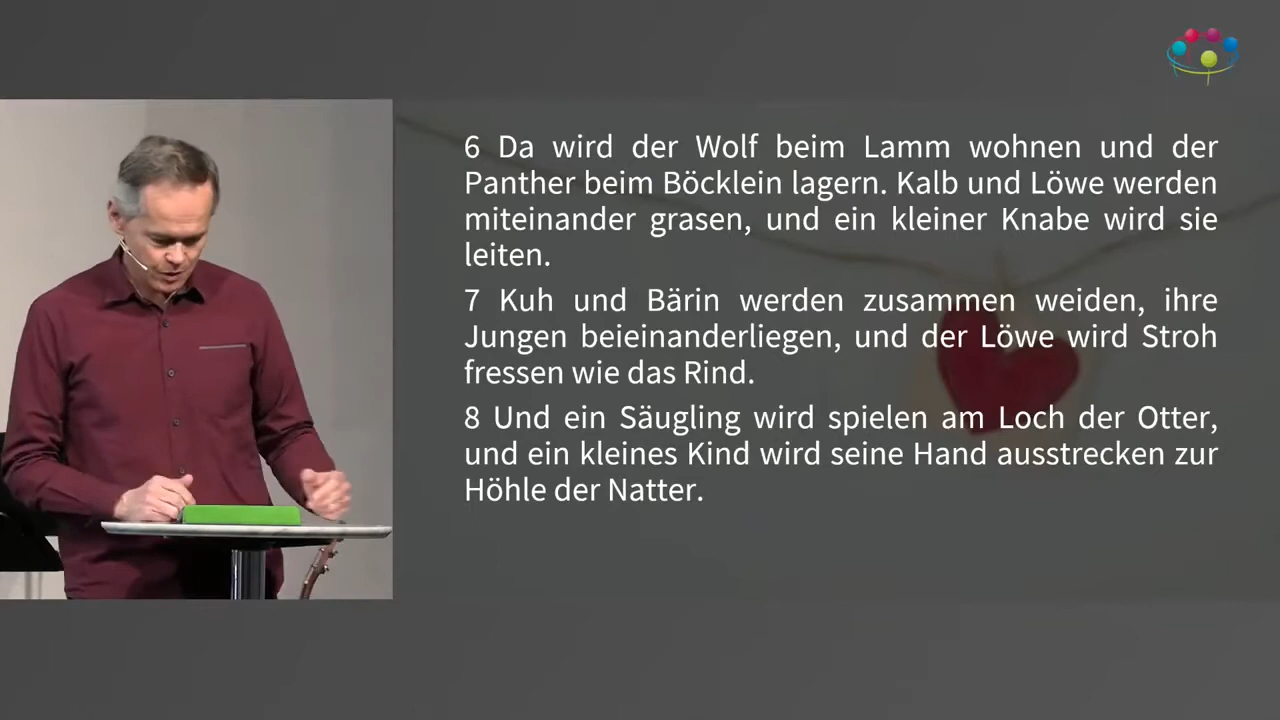 6 Da wird der Wolf beim Lamm wohnen und der
Panther beim Böcklein lagern. Kalb und Löwe werden
miteinander grasen, und ein kleiner Knabe wird sie
leiten.
7 Kuh und Bärin werden zusammen weiden, ihre
Jungen beieinanderliegen, und der Löwe wird Stroh
fressen wie das Rind.
8 Und ein Säugling wird spielen am Loch der Otter,
und ein kleines Kind wird seine Hand ausstrecken zur
Höhle der Natter.